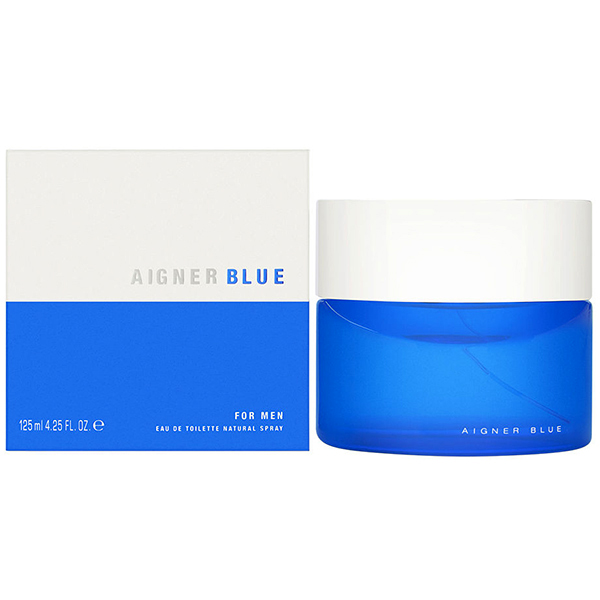 AIGNER BLUE
FOR MEN
125 ml 4.25 FL. OZ. ℮
EAU DE TOILETTE NATURAL SPRAY
AIGNER BLUE